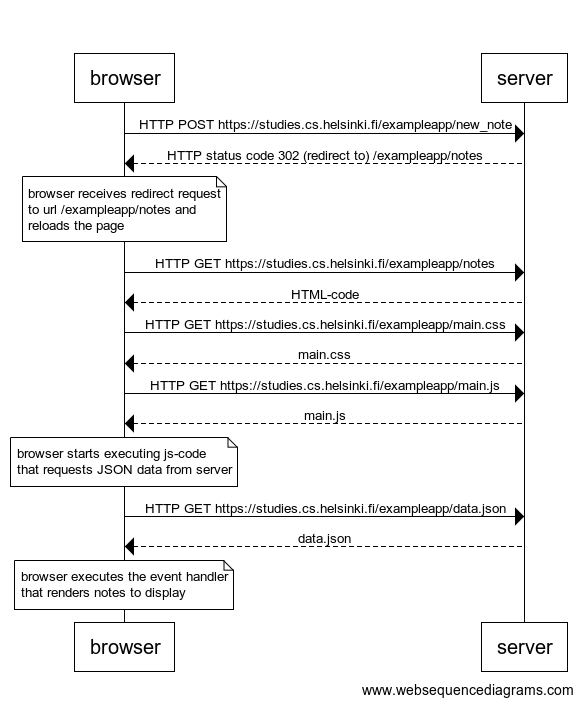 browser
server
HTTP POST https://studies.cs.helsinki.fi/exampleapp/new_note
HTTP status code 302 (redirect to) /exampleapp/notes
browser receives redirect request
to url /exampleapp/notes and
reloads the page
HTTP GET https://studies.cs.helsinki.fi/exampleapp/notes
HTML-code
HTTP GET https://studies.cs.helsinki.fi/exampleapp/main.css
main.css
HTTP GET https://studies.cs.helsinki.fi/exampleapp/main.js
main.js
browser starts executing js-code
that requests JSON data from server
HTTP GET https://studies.cs.helsinki.fi/exampleapp/data.json
data.json
browser executes the event handler
that renders notes to display
browser
server
www.websequencediagrams.com